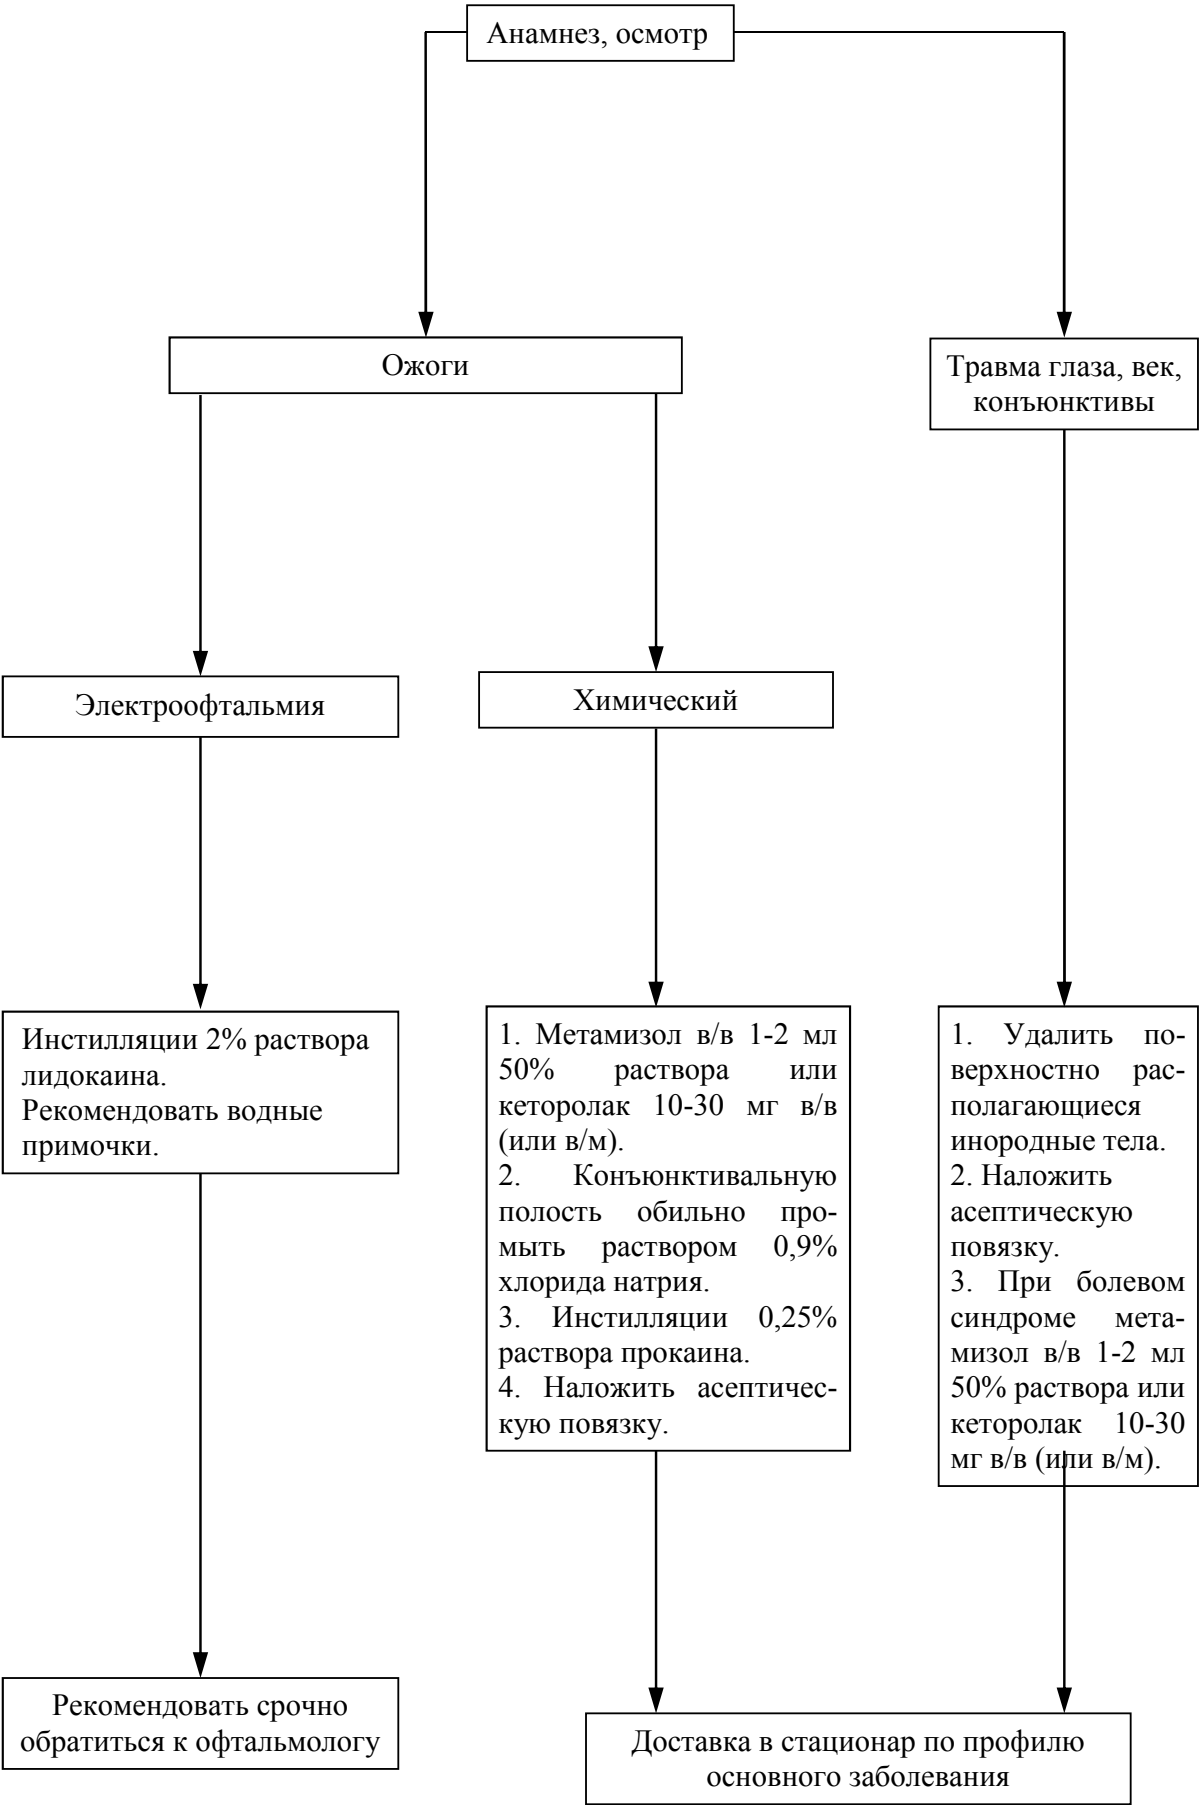 Анамнез, осмотр
Ожоги
Травма глаза, век,
конъюнктивы
Электроофтальмия
Химический
Инстилляции 2% раствора
лидокаина.
Рекомендовать водные
примочки.
1. Метамизол в/в 1-2 мл
50% раствора или
кеторолак 10-30 мг в/в
(или в/м).
2. Конъюнктивальную
полость обильно про-
мыть раствором 0,9%
хлорида натрия.
3. Инстилляции 0,25%
раствора прокаина.
4. Наложить асептичес-
кую повязку.
1. Удалить по-
верхностно рас-
полагающиеся
инородные тела.
2. Наложить
асептическую
повязку.
3. При болевом
синдроме мета-
мизол в/в 1-2 мл
50% раствора или
кеторолак 10-30
мг в/в (или в/м).
Рекомендовать срочно
обратиться к офтальмологу
Доставка в стационар по профилю
основного заболевания